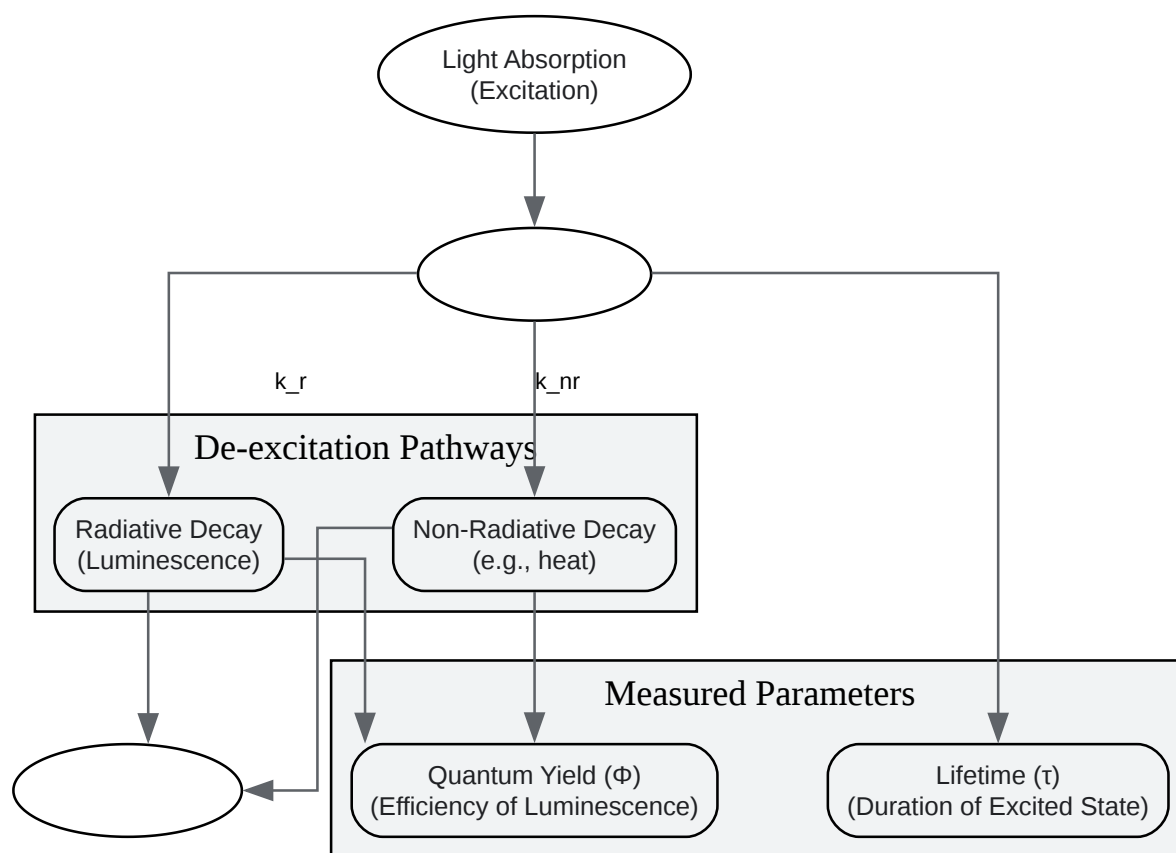 Light Absorption
(Excitation)
k_r
k_nr
De-excitation Pathways
Radiative Decay
(Luminescence)
Non-Radiative Decay
(e.g., heat)
Measured Parameters
Quantum Yield (Φ)
(Efficiency of Luminescence)
Lifetime (τ)
(Duration of Excited State)